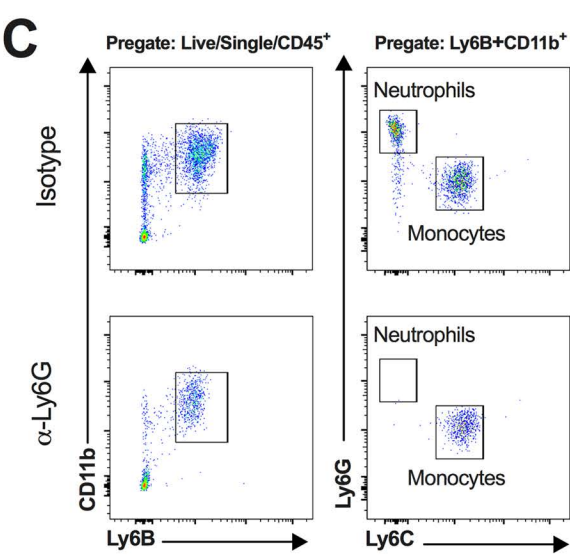 C
Pregate: Live/Single/CD45+
Pregate: Ly6B+CD11b+
Isotype
Neutrophils
Monocytes
α-Ly6G
Neutrophils
Monocytes
CD11b
Ly6G
Ly6B
Ly6C